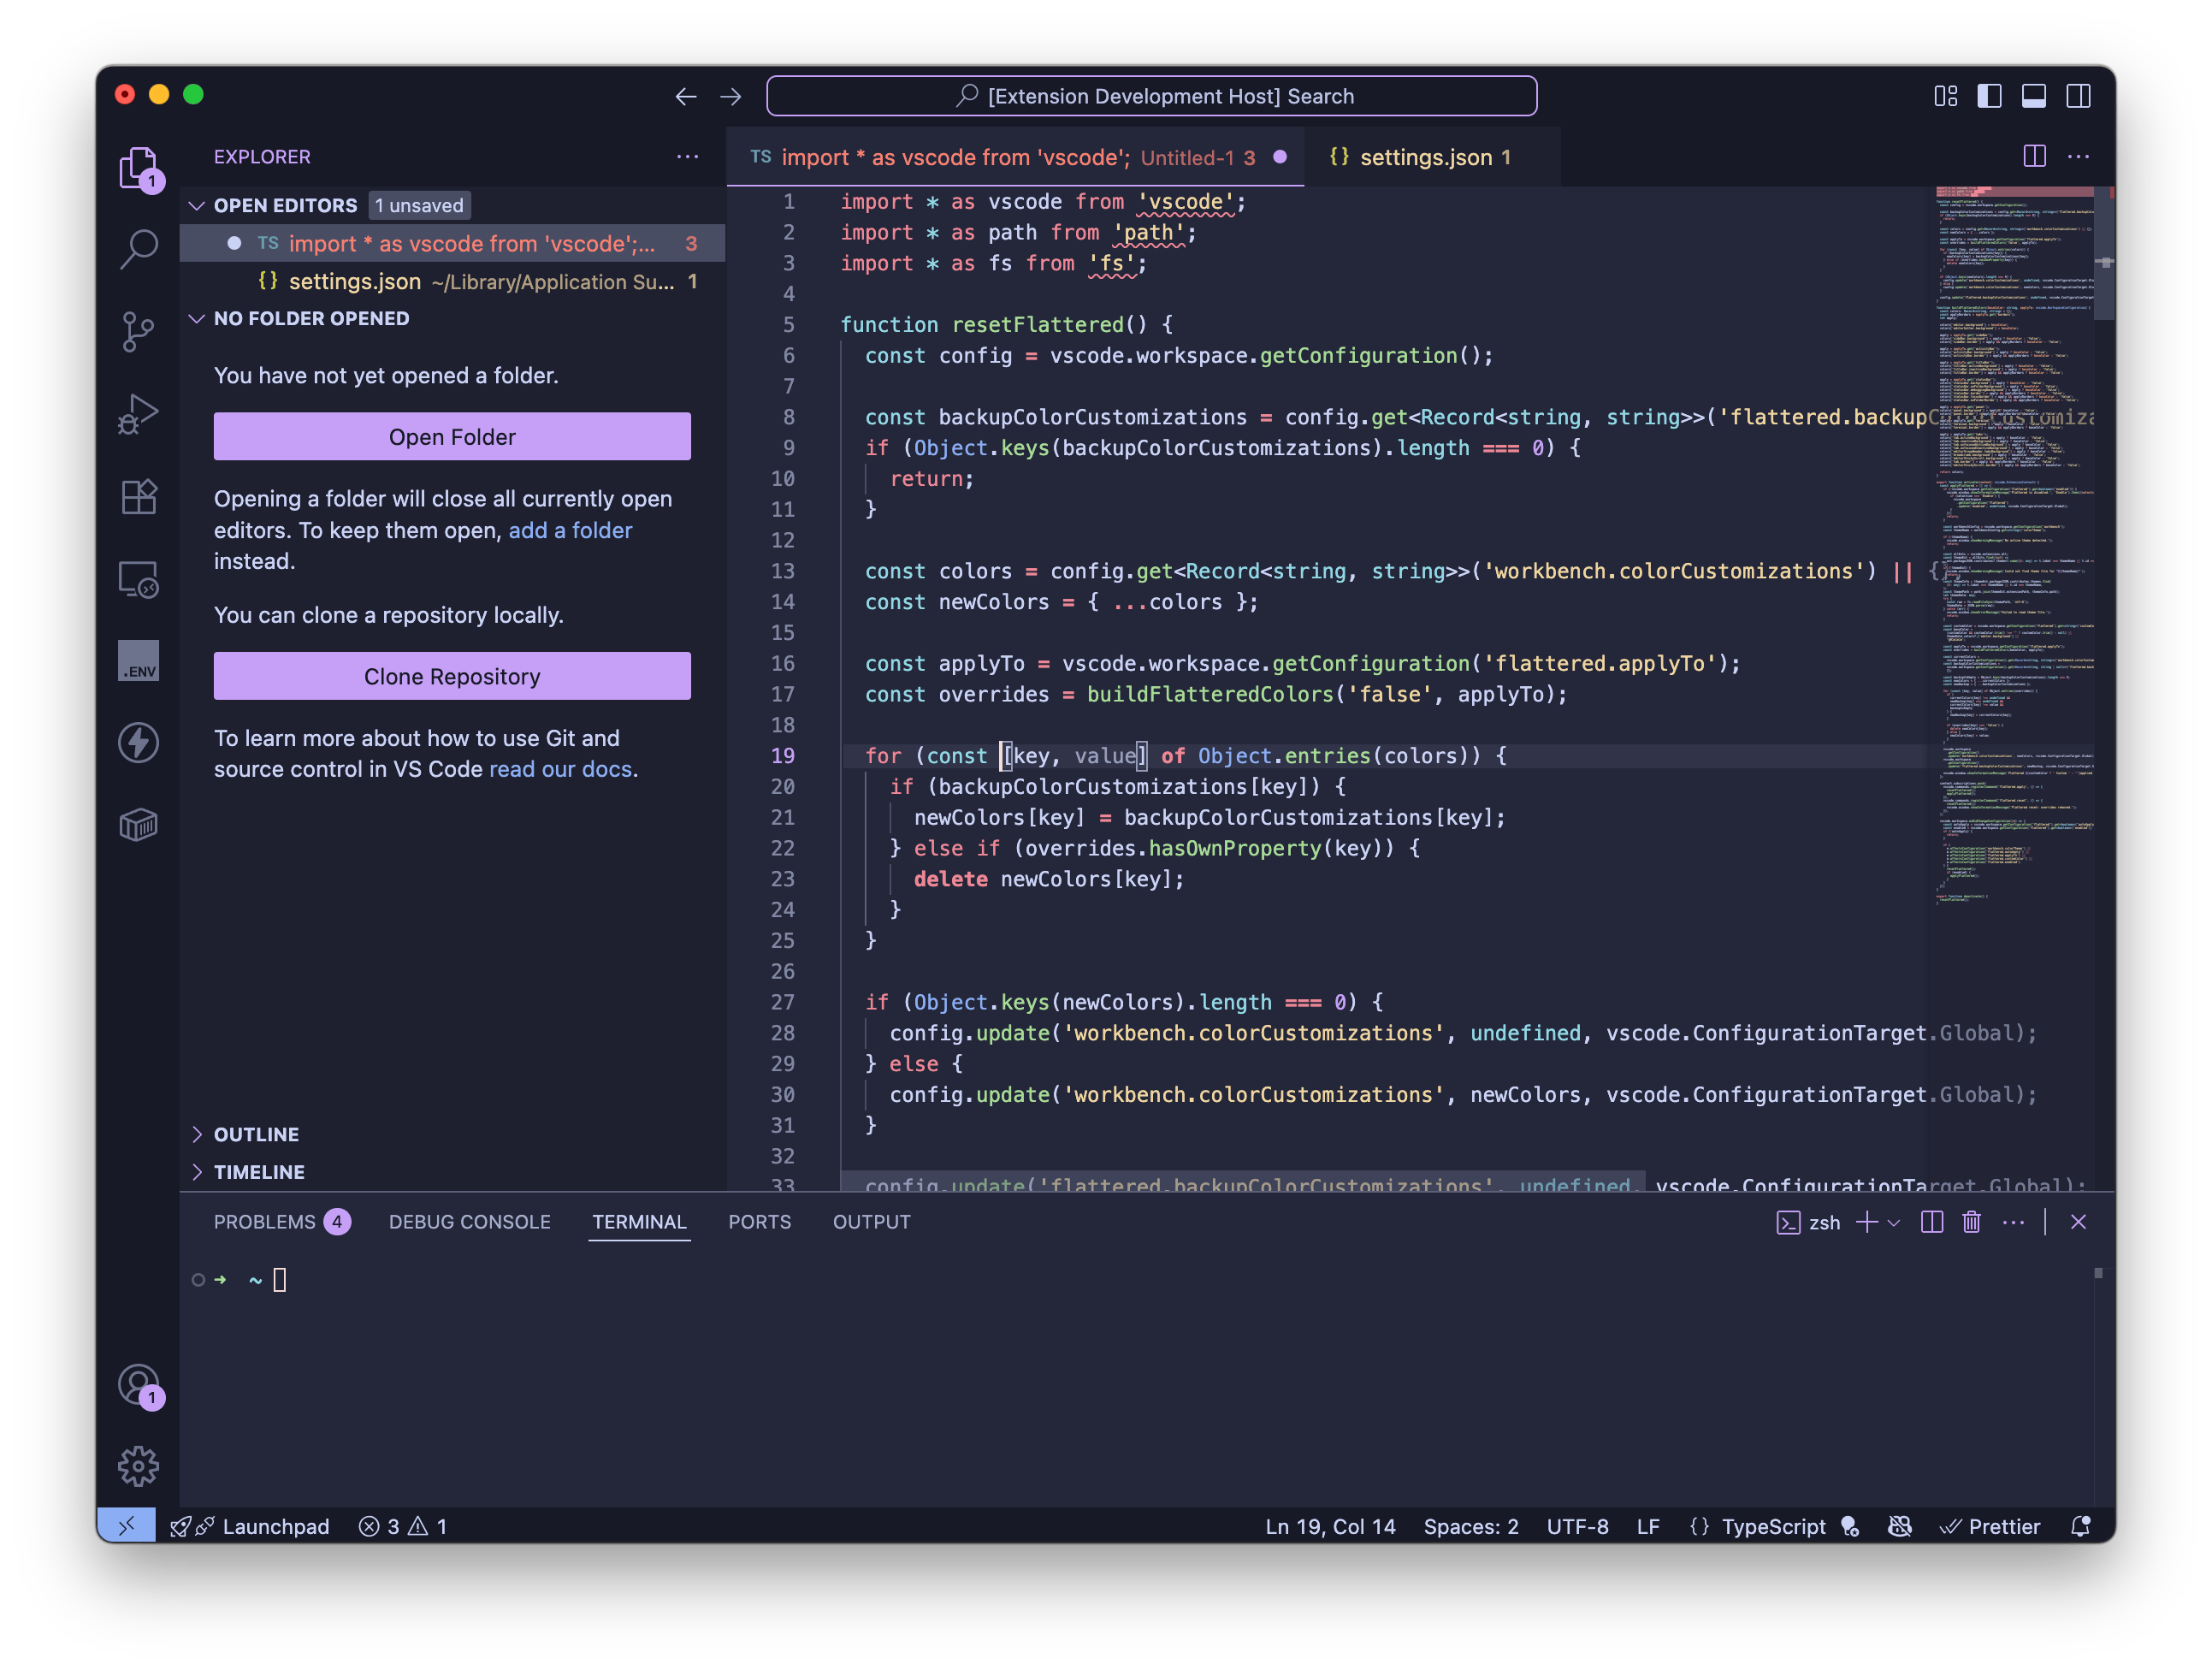 [Extension Development Host] Search
EXPLORER
OPEN EDITORS 1 unsaved
TS import * as vscode from 'vscode';... 3
{} settings.json ~/Library/Application Su... 1
NO FOLDER OPENED
You have not yet opened a folder.
Open Folder
Opening a folder will close all currently open
editors. To keep them open, add a folder
instead.
You can clone a repository locally.
Clone Repository
To learn more about how to use Git and
source control in VS Code read our docs.
OUTLINE
TIMELINE
1
.ENV
1
TS import * as vscode from 'vscode'; Untitled-1 3
{} settings.json 1
1 import * as vscode from 'vscode';
2 import * as path from 'path';
3 import * as fs from 'fs';
4
5 function resetFlattered() {
6 const config = vscode.workspace.getConfiguration();
7
8 const backupColorCustomizations = config.get<Record<string, string>>('flattered.backupColorCustomiza
9 if (Object.keys(backupColorCustomizations).length === 0) {
10 return;
11 }
12
13 const colors = config.get<Record<string, string>>('workbench.colorCustomizations') || {};
14 const newColors = { ...colors };
15
16 const applyTo = vscode.workspace.getConfiguration('flattered.applyTo');
17 const overrides = buildFlatteredColors('false', applyTo);
18
19 for (const [key, value] of Object.entries(colors)) {
20 if (backupColorCustomizations[key]) {
21 newColors[key] = backupColorCustomizations[key];
22 } else if (overrides.hasOwnProperty(key)) {
23 delete newColors[key];
24 }
25 }
26
27 if (Object.keys(newColors).length === 0) {
28 config.update('workbench.colorCustomizations', undefined, vscode.ConfigurationTarget.Global);
29 } else {
30 config.update('workbench.colorCustomizations', newColors, vscode.ConfigurationTarget.Global);
31 }
32
33 config.update('flattered.backupColorCustomizations', undefined, vscode.ConfigurationTarget.Global);
PROBLEMS 4 DEBUG CONSOLE TERMINAL PORTS OUTPUT
zsh
➜ ~
Launchpad 3 1
Ln 19, Col 14 Spaces: 2 UTF-8 LF {} TypeScript Prettier